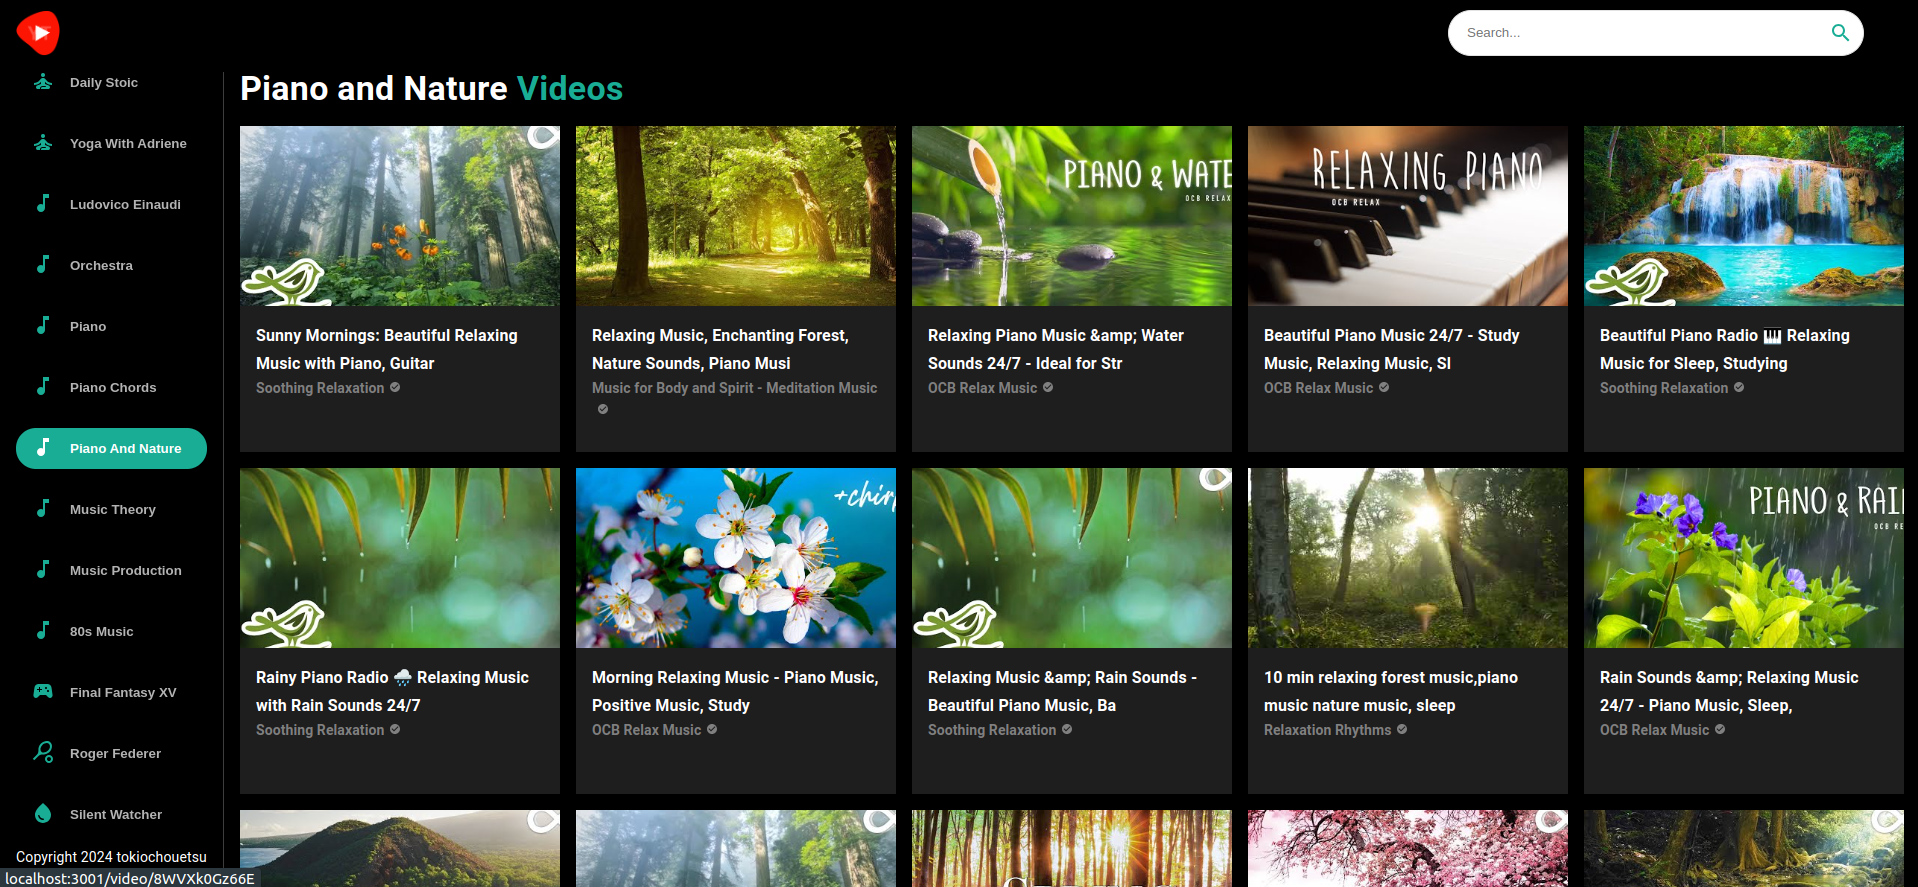 Search...
Daily Stoic
Yoga With Adriene
Ludovico Einaudi
Orchestra
Piano
Piano Chords
Piano And Nature
Music Theory
Music Production
80s Music
Final Fantasy XV
Roger Federer
Silent Watcher
Copyright 2024 tokiochouetsu
localhost:3001/video/8WVXk0Gz66E
Piano and Nature Videos
PIANO & WATE
OCB RELAX
RELAXING PIANO
OCB RELAX
Sunny Mornings: Beautiful Relaxing
Music with Piano, Guitar
Soothing Relaxation
Relaxing Music, Enchanting Forest,
Nature Sounds, Piano Musi
Music for Body and Spirit - Meditation Music
Relaxing Piano Music &amp; Water
Sounds 24/7 - Ideal for Str
OCB Relax Music
Beautiful Piano Music 24/7 - Study
Music, Relaxing Music, Sl
OCB Relax Music
Beautiful Piano Radio 🎹 Relaxing
Music for Sleep, Studying
Soothing Relaxation
+chirp
PIANO & RAI
OCB RE
Rainy Piano Radio 🌧️ Relaxing Music
with Rain Sounds 24/7
Soothing Relaxation
Morning Relaxing Music - Piano Music,
Positive Music, Study
OCB Relax Music
Relaxing Music &amp; Rain Sounds -
Beautiful Piano Music, Ba
Soothing Relaxation
10 min relaxing forest music,piano
music nature music, sleep
Relaxation Rhythms
Rain Sounds &amp; Relaxing Music
24/7 - Piano Music, Sleep,
OCB Relax Music